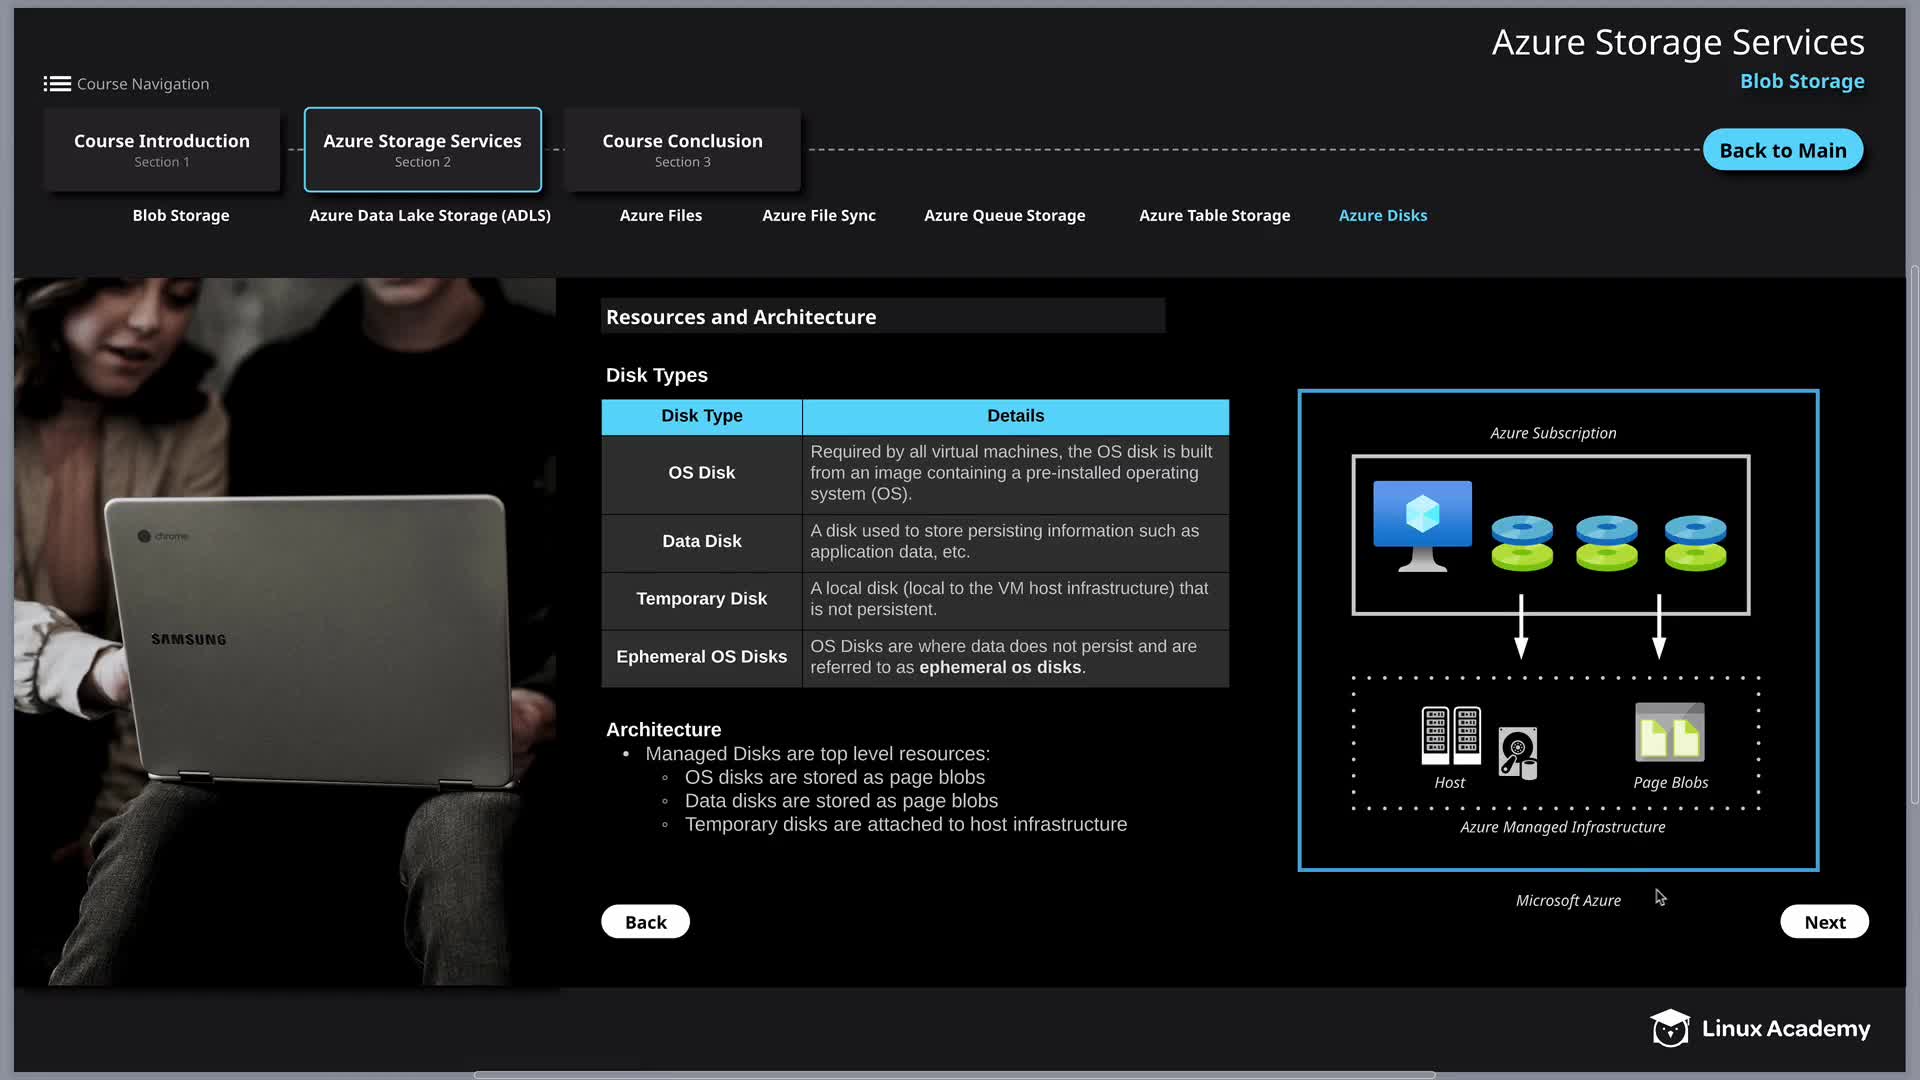 Azure Storage Services
Blob Storage
Course Navigation
Course Introduction
Section 1
Azure Storage Services
Section 2
Course Conclusion
Section 3
Back to Main
Blob Storage
Azure Data Lake Storage (ADLS)
Azure Files
Azure File Sync
Azure Queue Storage
Azure Table Storage
Azure Disks
chrome
SAMSUNG
Resources and Architecture
Disk Types
Disk Type
Details
OS Disk
Required by all virtual machines, the OS disk is built
from an image containing a pre-installed operating
system (OS).
Data Disk
A disk used to store persisting information such as
application data, etc.
Temporary Disk
A local disk (local to the VM host infrastructure) that
is not persistent.
Ephemeral OS Disks
OS Disks are where data does not persist and are
referred to as ephemeral os disks.
Architecture
• Managed Disks are top level resources:
◦ OS disks are stored as page blobs
◦ Data disks are stored as page blobs
◦ Temporary disks are attached to host infrastructure
Azure Subscription
Host
Page Blobs
Azure Managed Infrastructure
Microsoft Azure
Back
Next
Linux Academy